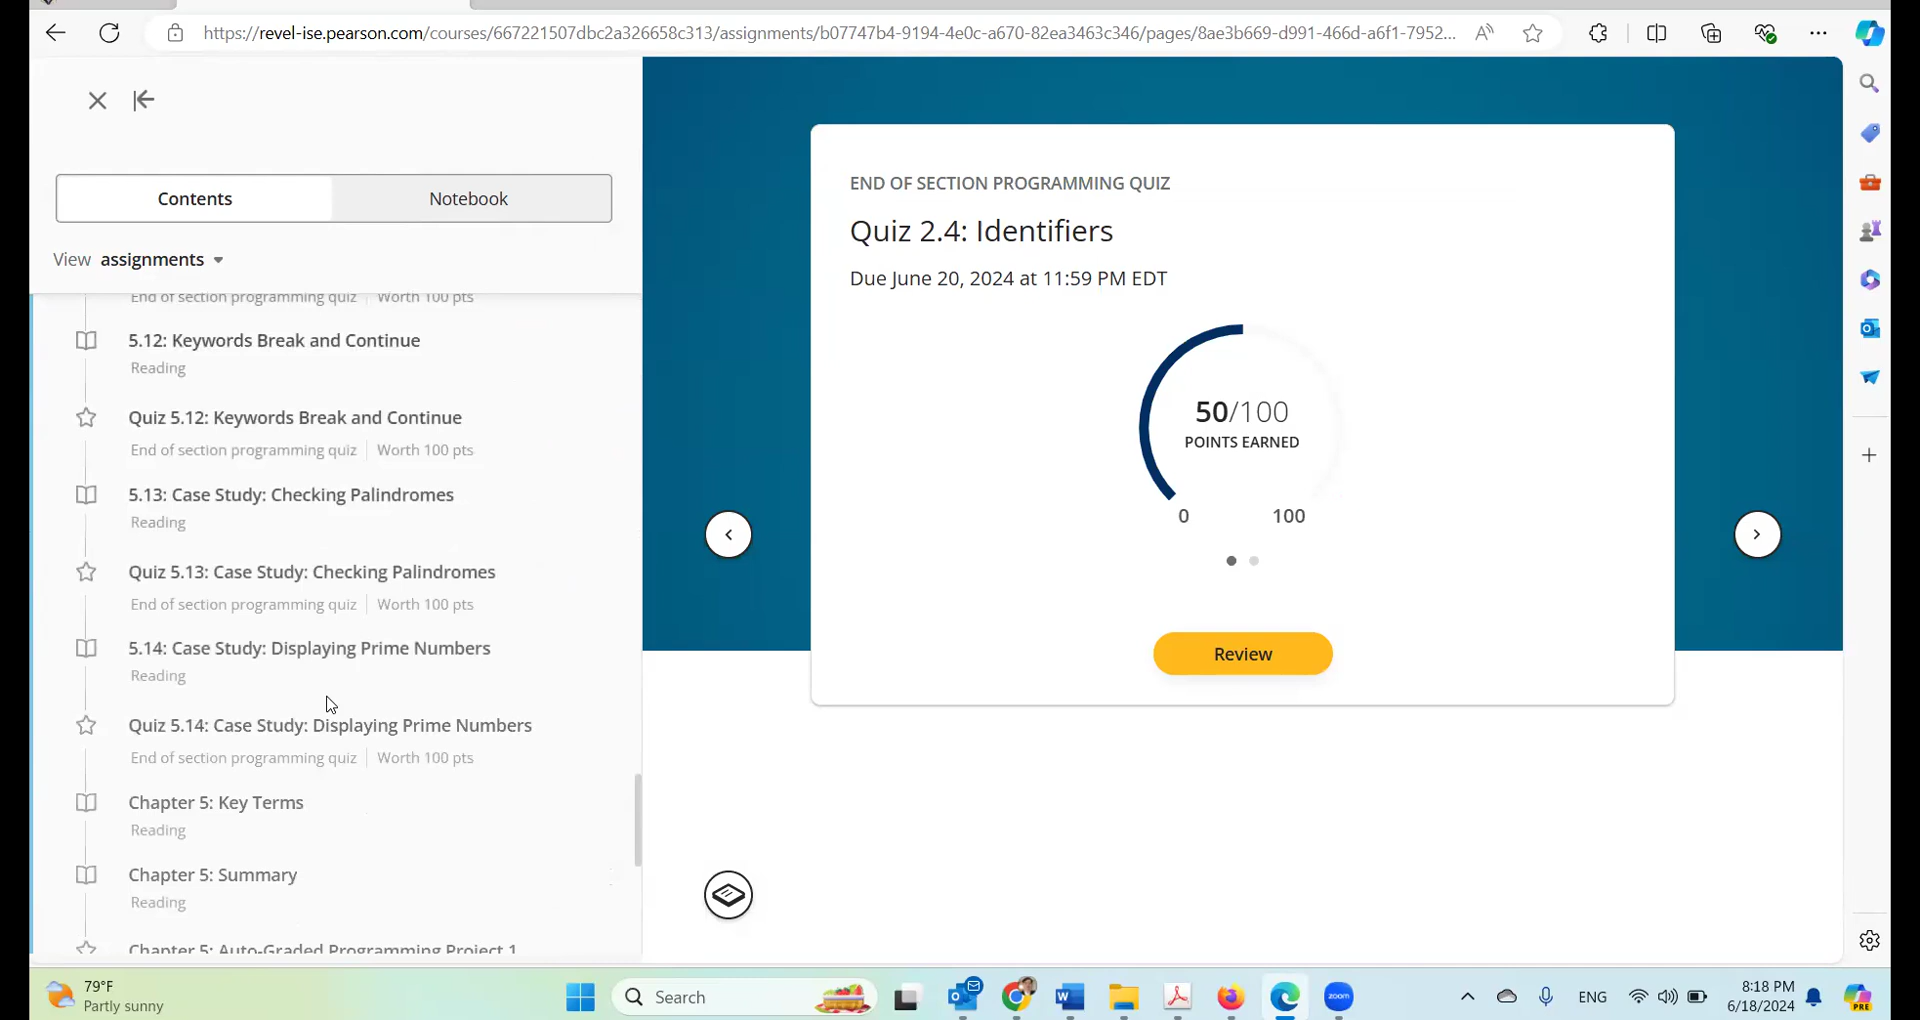 https://revel-ise.pearson.com/courses/667221507dbc2a326658c313/assignments/b07747b4-9194-4e0c-a670-82ea3463c346/pages/8ae3b669-d991-466d-a6f1-7952...
Contents
Notebook
View assignments
End of section programming quiz | Worth 100 pts
5.12: Keywords Break and Continue
Reading
Quiz 5.12: Keywords Break and Continue
End of section programming quiz | Worth 100 pts
5.13: Case Study: Checking Palindromes
Reading
Quiz 5.13: Case Study: Checking Palindromes
End of section programming quiz | Worth 100 pts
5.14: Case Study: Displaying Prime Numbers
Reading
Quiz 5.14: Case Study: Displaying Prime Numbers
End of section programming quiz | Worth 100 pts
Chapter 5: Key Terms
Reading
Chapter 5: Summary
Reading
Chapter 5: Auto-Graded Programming Project 1
END OF SECTION PROGRAMMING QUIZ
Quiz 2.4: Identifiers
Due June 20, 2024 at 11:59 PM EDT
50/100
POINTS EARNED
0
100
Review
79°F
Partly sunny
Search
zoom
ENG
8:18 PM
6/18/2024
PRE